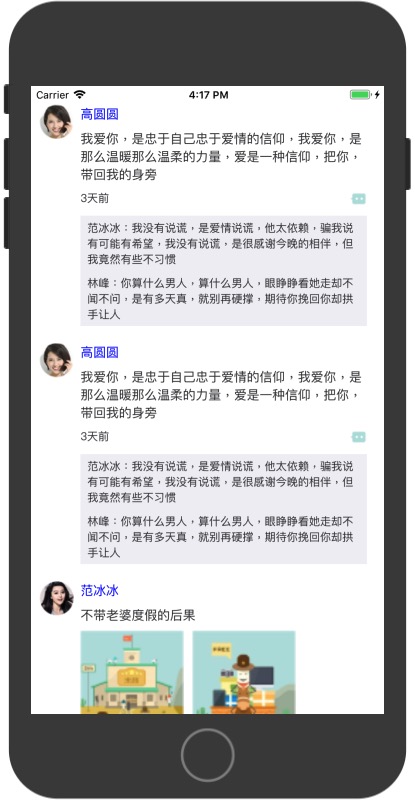 Carrier 4:17 PM
高圆圆
我爱你，是忠于自己忠于爱情的信仰，我爱你，是
那么温暖那么温柔的力量，爱是一种信仰，把你，
带回我的身旁
3天前
范冰冰：我没有说谎，是爱情说谎，他太依赖，骗我说
有可能有希望，我没有说谎，是很感谢今晚的相伴，但
我竟然有些不习惯
林峰：你算什么男人，算什么男人，眼睁睁看她走却不
闻不问，是有多天真，就别再硬撑，期待你挽回你却拱
手让人
高圆圆
我爱你，是忠于自己忠于爱情的信仰，我爱你，是
那么温暖那么温柔的力量，爱是一种信仰，把你，
带回我的身旁
3天前
范冰冰：我没有说谎，是爱情说谎，他太依赖，骗我说
有可能有希望，我没有说谎，是很感谢今晚的相伴，但
我竟然有些不习惯
林峰：你算什么男人，算什么男人，眼睁睁看她走却不
闻不问，是有多天真，就别再硬撑，期待你挽回你却拱
手让人
范冰冰
不带老婆度假的后果